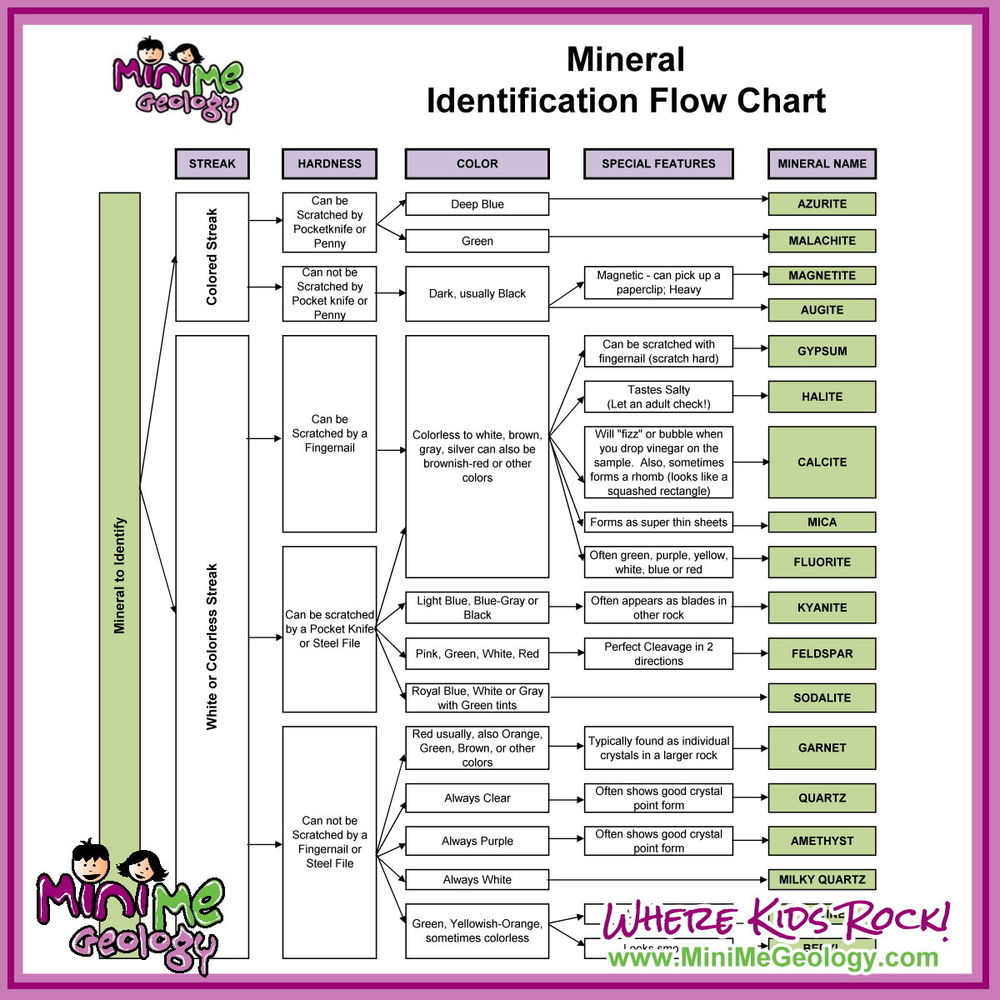 MiniMe
Geology
Mineral
Identification Flow Chart
STREAK
HARDNESS
COLOR
SPECIAL FEATURES
MINERAL NAME
Mineral to Identify
Colored Streak
Can be
Scratched by
Pocketknife or
Penny
Deep Blue
AZURITE
Green
MALACHITE
Can not be
Scratched by
Pocket knife or
Penny
Dark, usually Black
Magnetic - can pick up a
paperclip; Heavy
MAGNETITE
AUGITE
White or Colorless Streak
Can be
Scratched by a
Fingernail
Colorless to white, brown,
gray, silver can also be
brownish-red or other
colors
Can be scratched with
fingernail (scratch hard)
GYPSUM
Tastes Salty
(Let an adult check!)
HALITE
Will "fizz" or bubble when
you drop vinegar on the
sample. Also, sometimes
forms a rhomb (looks like a
squashed rectangle)
CALCITE
Forms as super thin sheets
MICA
Often green, purple, yellow,
white, blue or red
FLUORITE
Can be scratched
by a Pocket Knife
or Steel File
Light Blue, Blue-Gray or
Black
Often appears as blades in
other rock
KYANITE
Pink, Green, White, Red
Perfect Cleavage in 2
directions
FELDSPAR
Royal Blue, White or Gray
with Green tints
SODALITE
Can not be
Scratched by a
Fingernail or
Steel File
Red usually, also Orange,
Green, Brown, or other
colors
Typically found as individual
crystals in a larger rock
GARNET
Always Clear
Often shows good crystal
point form
QUARTZ
Always Purple
Often shows good crystal
point form
AMETHYST
Always White
MILKY QUARTZ
Green, Yellowish-Orange,
sometimes colorless
Looks
MiniMe
Geology
WHERE KIDS ROCK!
www.MiniMeGeology.com